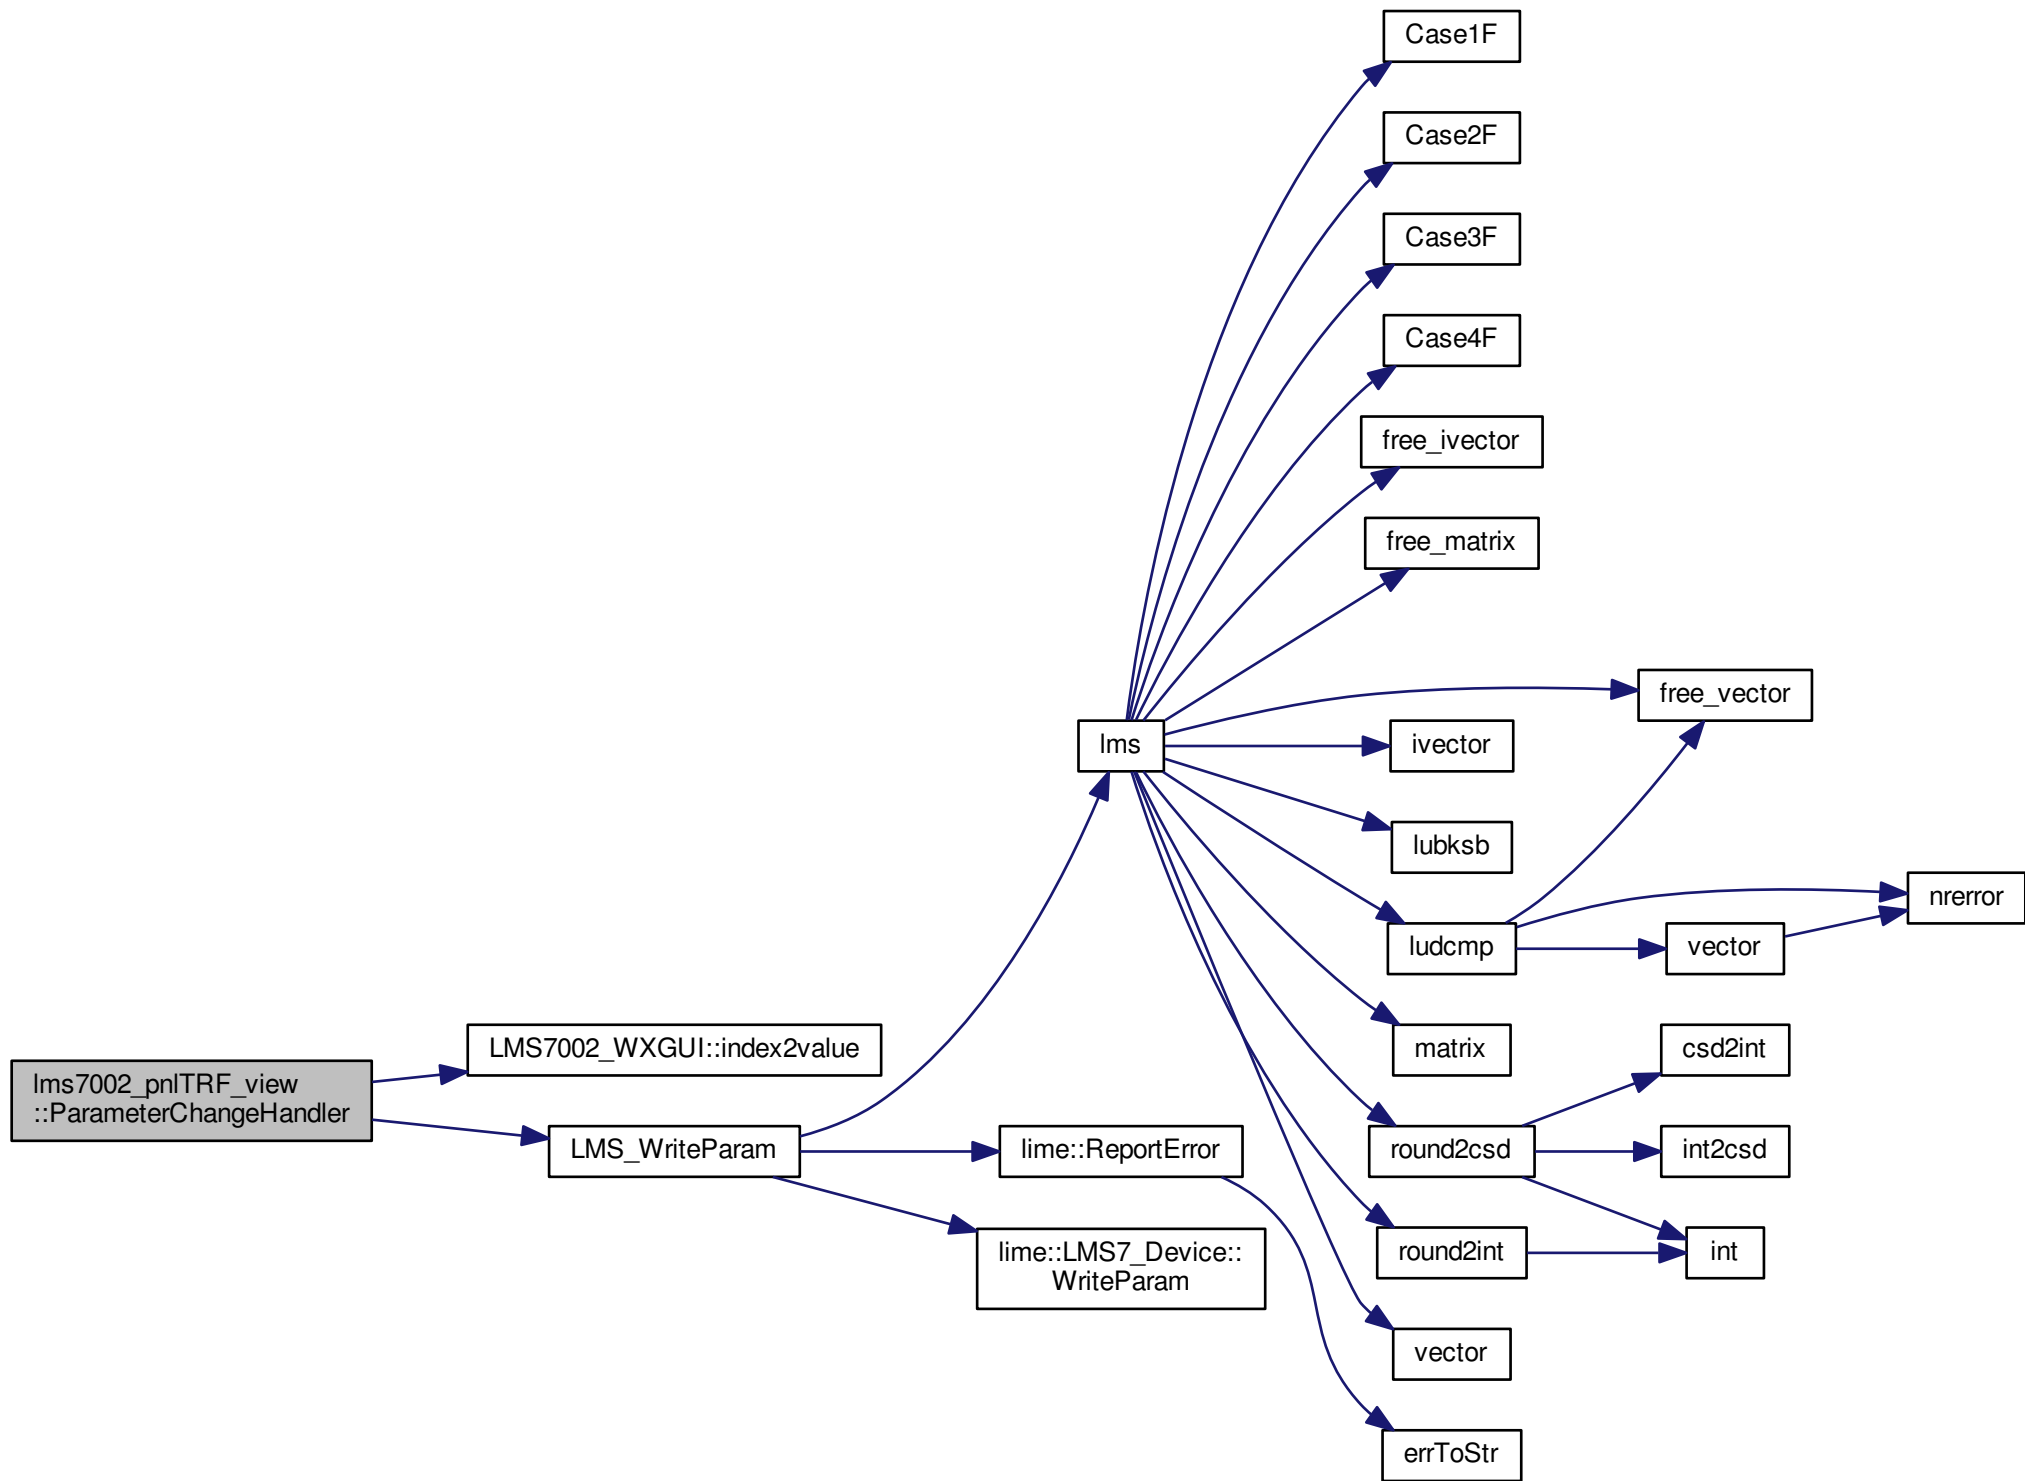 Case1F
Case2F
Case3F
Case4F
free_ivector
free_matrix
free_vector
lms
ivector
lubksb
nrerror
ludcmp
vector
LMS7002_WXGUI::index2value
matrix
csd2int
lms7002_pnlTRF_view
::ParameterChangeHandler
LMS_WriteParam
lime::ReportError
round2csd
int2csd
lime::LMS7_Device::
WriteParam
round2int
int
vector
errToStr